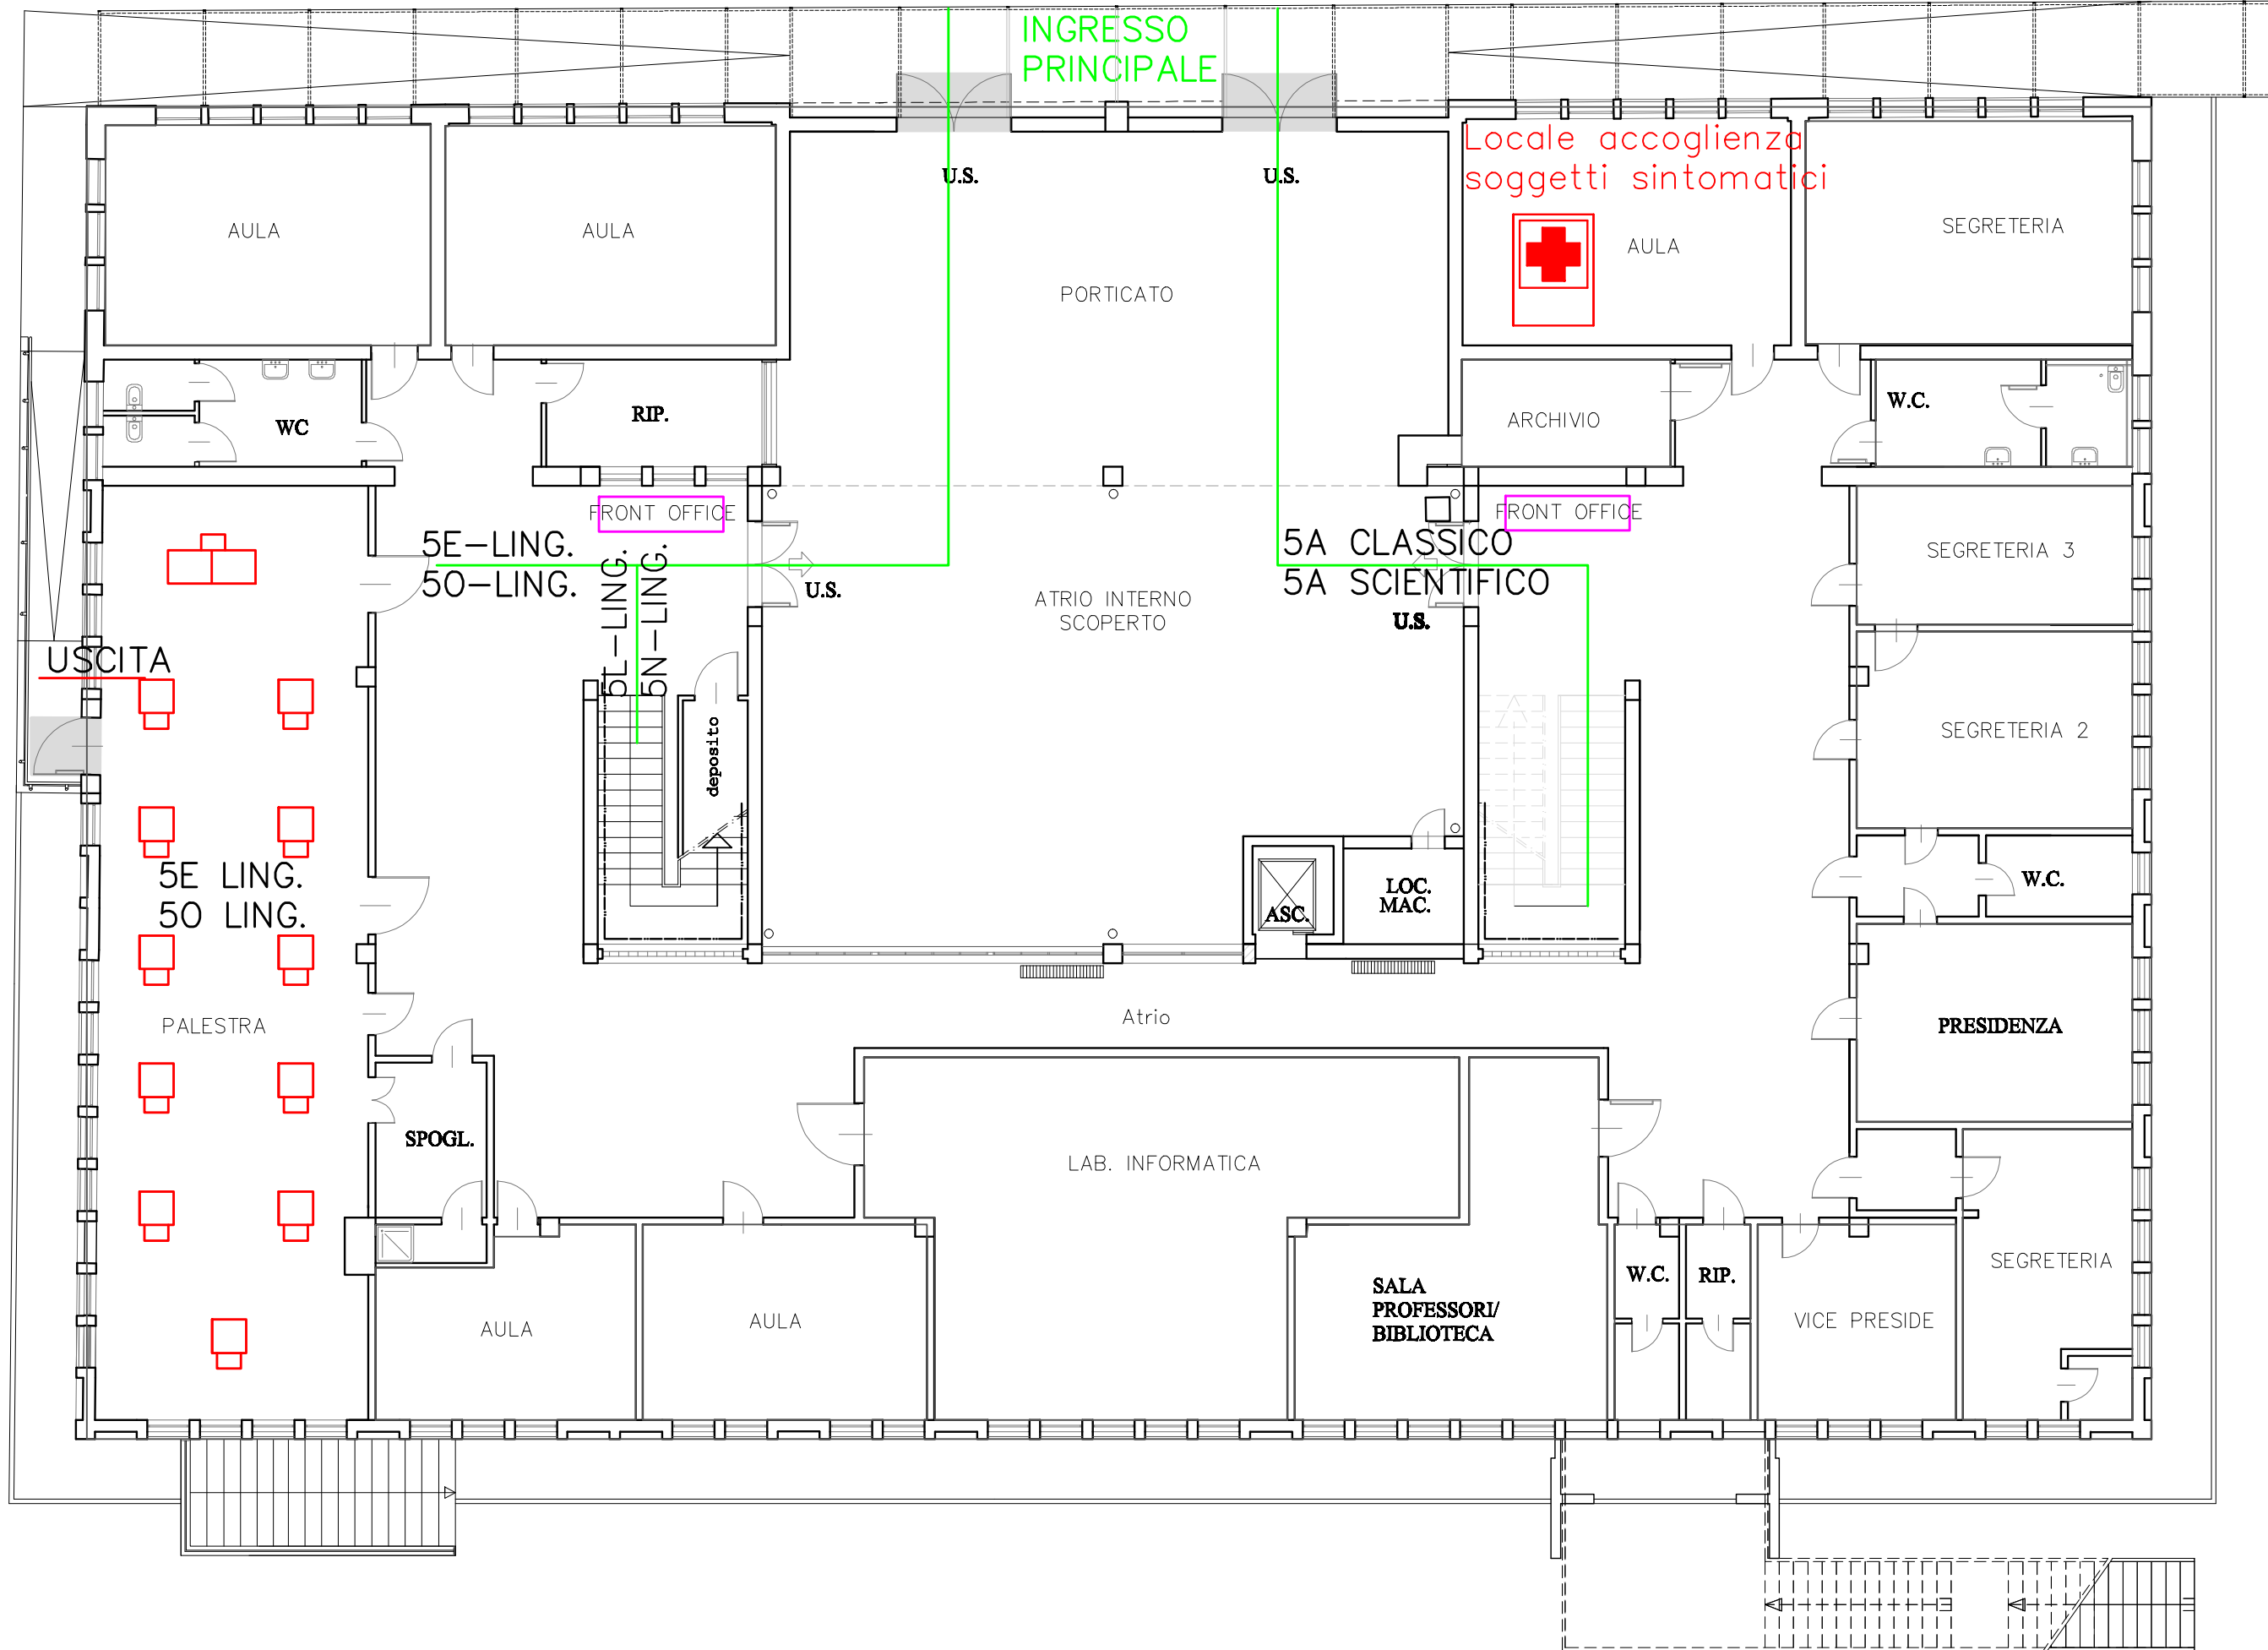 INGRESSO
PRINCIPALE
Locale accoglienza
soggetti sintomatici
U.S.
U.S.
AULA
AULA
AULA
SEGRETERIA
PORTICATO
WC
RIP.
ARCHIVIO
W.C.
FRONT OFFICE
FRONT OFFICE
5E-LING.
5O-LING.
5L-LING.
5N-LING.
5A CLASSICO
5A SCIENTIFICO
U.S.
U.S.
ATRIO INTERNO
SCOPERTO
SEGRETERIA 3
USCITA
deposito
SEGRETERIA 2
5E LING.
5O LING.
ASC.
LOC.
MAC.
W.C.
PALESTRA
Atrio
PRESIDENZA
SPOGL.
LAB. INFORMATICA
AULA
AULA
SALA
PROFESSORI/
BIBLIOTECA
W.C.
RIP.
VICE PRESIDE
SEGRETERIA